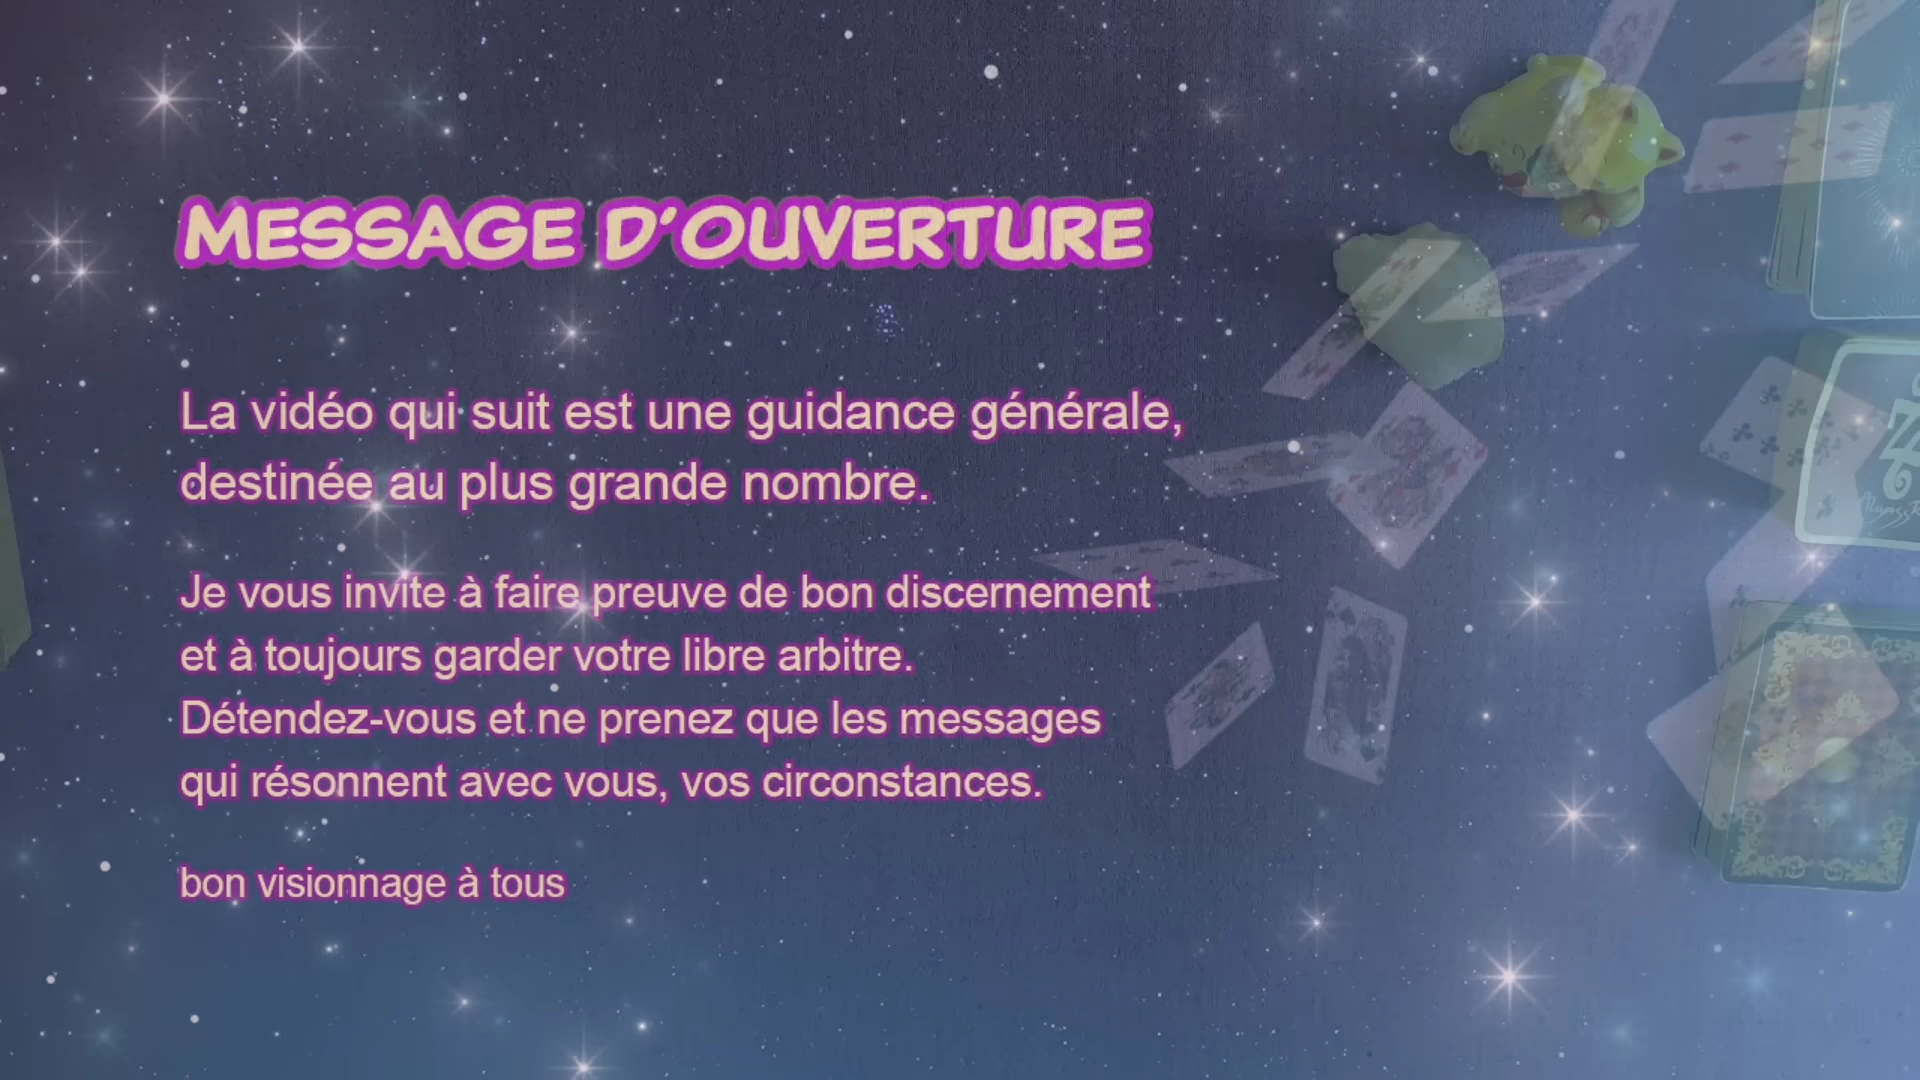 MESSAGE D'OUVERTURE
La vidéo qui suit est une guidance générale,
destinée au plus grande nombre.
Je vous invite à faire preuve de bon discernement
et à toujours garder votre libre arbitre.
Détendez-vous et ne prenez que les messages
qui résonnent avec vous, vos circonstances.
bon visionnage à tous